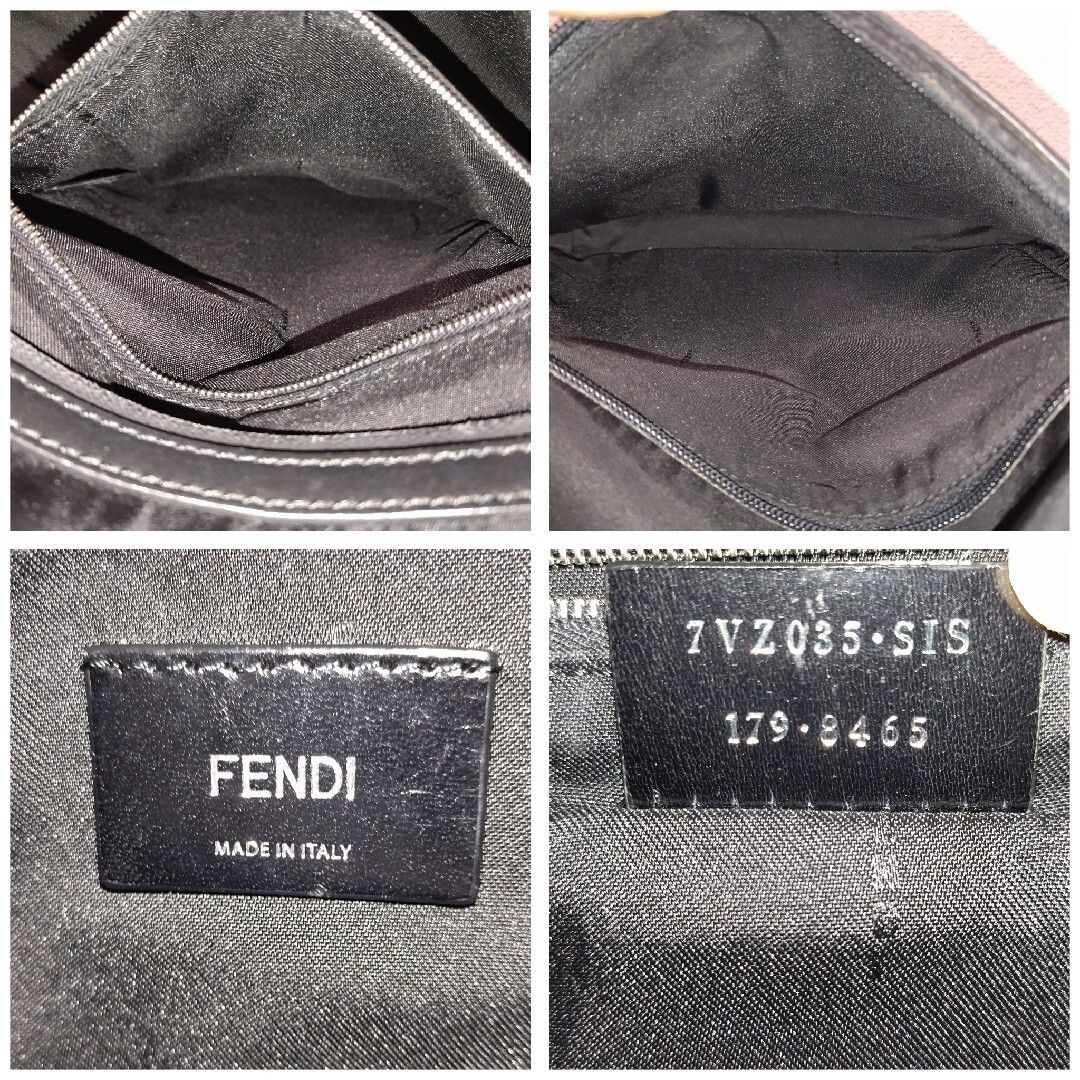 FENDI
MADE IN ITALY
7VZ035·SIS
179·8465